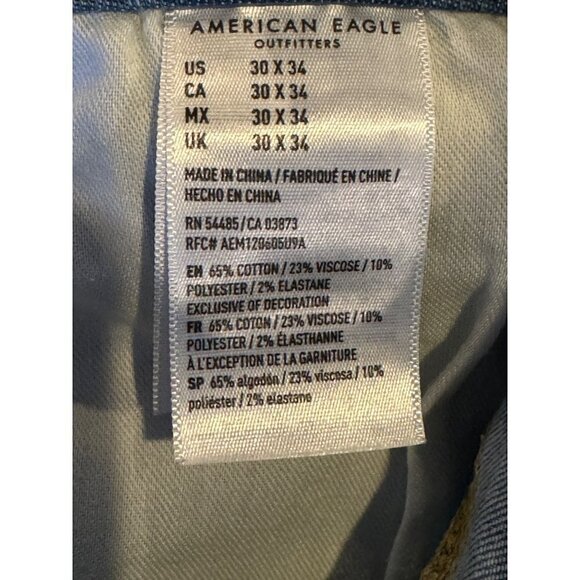 AMERICAN EAGLE
OUTFITTERS
US 30 X 34
CA 30 X 34
MX 30 X 34
UK 30 X 34
MADE IN CHINA / FABRIQUÉ EN CHINE /
HECHO EN CHINA
RN 54485 / CA 03873
RFC# AEM120605U9A
EN 65% COTTON / 23% VISCOSE / 10%
POLYESTER / 2% ELASTANE
EXCLUSIVE OF DECORATION
FR 65% COTON / 23% VISCOSE / 10%
POLYESTER / 2% ÉLASTHANNE
À L'EXCEPTION DE LA GARNITURE
SP 65% algodón / 23% viscosa / 10%
poliéster / 2% elastano